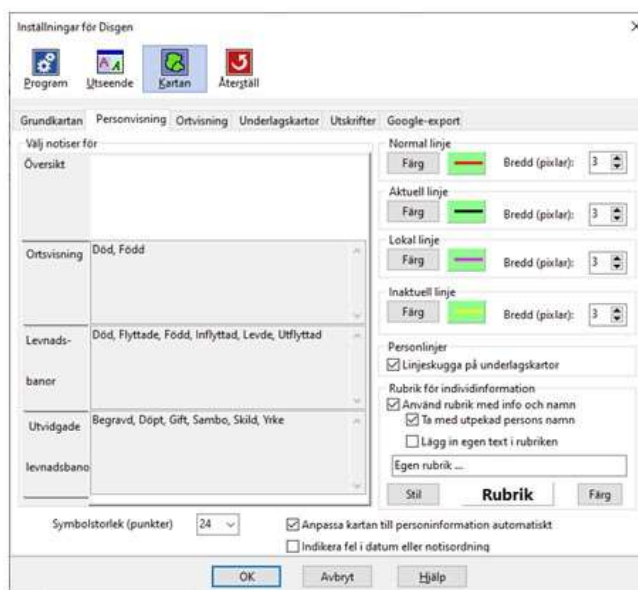 Inställningar för Disgen
Program Utseende Kartan Återställ
Grundkartan Personvisning Ortvisning Underlagskartor Utskrifter Google-export
Välj notiser för
Översikt
Ortsvisning Död, Född
Levnads-
banor
Död, Flyttade, Född, Inflyttad, Levde, Utflyttad
Utvidgade
levnadsbano
Begravd, Döpt, Gift, Sambo, Skild, Yrke
Normal linje
Färg Bredd (pixlar): 3
Aktuell linje
Färg Bredd (pixlar): 3
Lokal linje
Färg Bredd (pixlar): 3
Inaktuell linje
Färg Bredd (pixlar): 3
Personlinjer
Linjeskugga på underlagskartor
Rubrik för individinformation
Använd rubrik med info och namn
Ta med utpekad persons namn
Lägg in egen text i rubriken
Egen rubrik ...
Stil Rubrik Färg
Symbolstorlek (punkter) 24
Anpassa kartan till personinformation automatiskt
Indikera fel i datum eller notisordning
OK Avbryt Hjälp